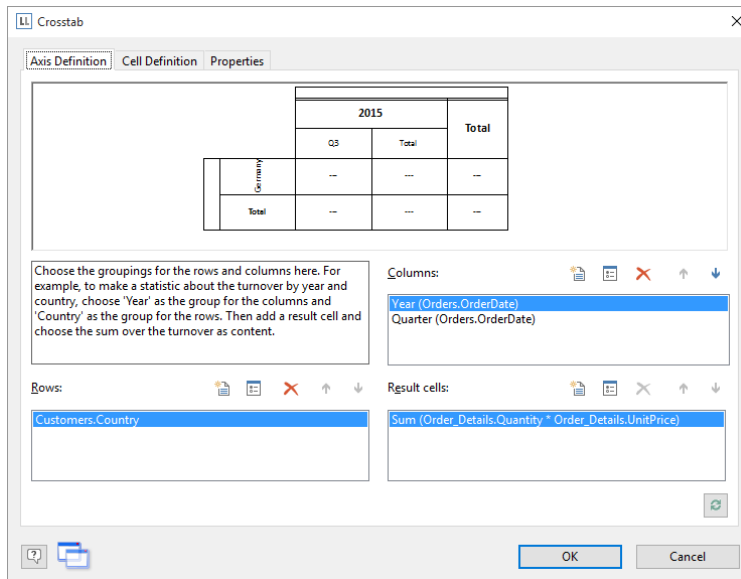 LL Crosstab
Axis Definition Cell Definition Properties
2015
Total
Q3 Total
Germany --- --- ---
Total --- --- ---
Choose the groupings for the rows and columns here. For
example, to make a statistic about the turnover by year and
country, choose 'Year' as the group for the columns and
'Country' as the group for the rows. Then add a result cell and
choose the sum over the turnover as content.
Columns:
Year (Orders.OrderDate)
Quarter (Orders.OrderDate)
Rows:
Customers.Country
Result cells:
Sum (Order_Details.Quantity * Order_Details.UnitPrice)
OK Cancel